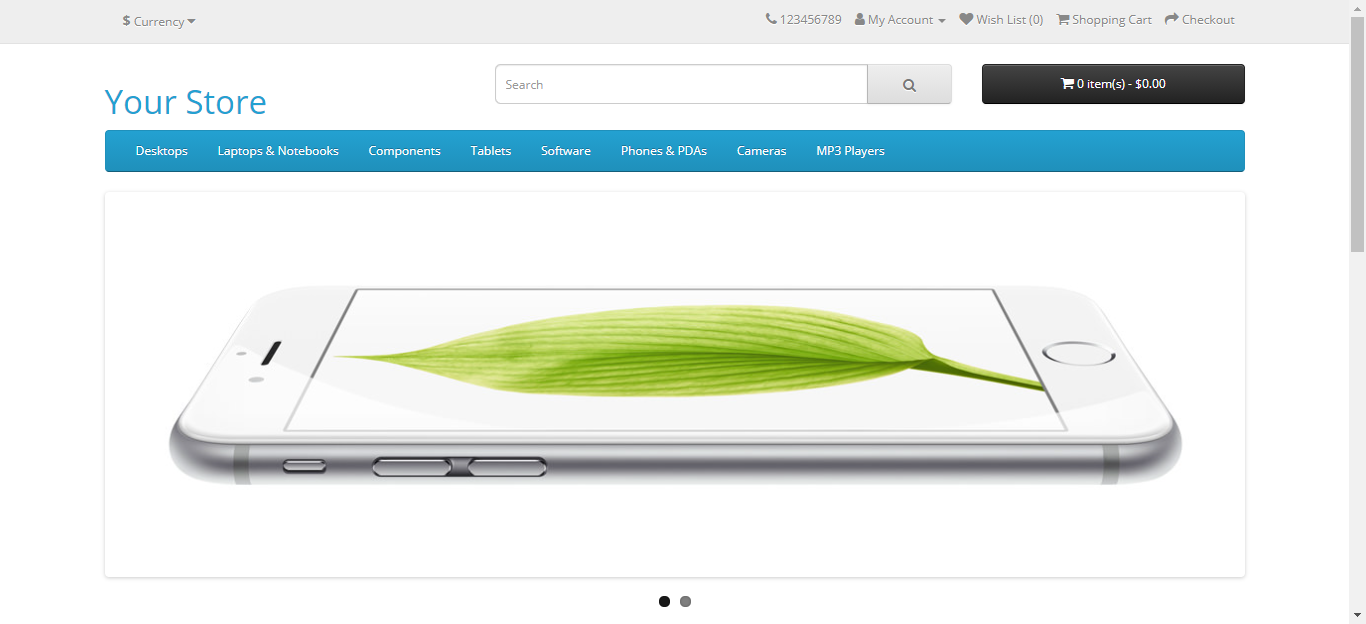 $ Currency
123456789 My Account Wish List (0) Shopping Cart Checkout
Your Store
Search
0 item(s) - $0.00
Desktops Laptops & Notebooks Components Tablets Software Phones & PDAs Cameras MP3 Players